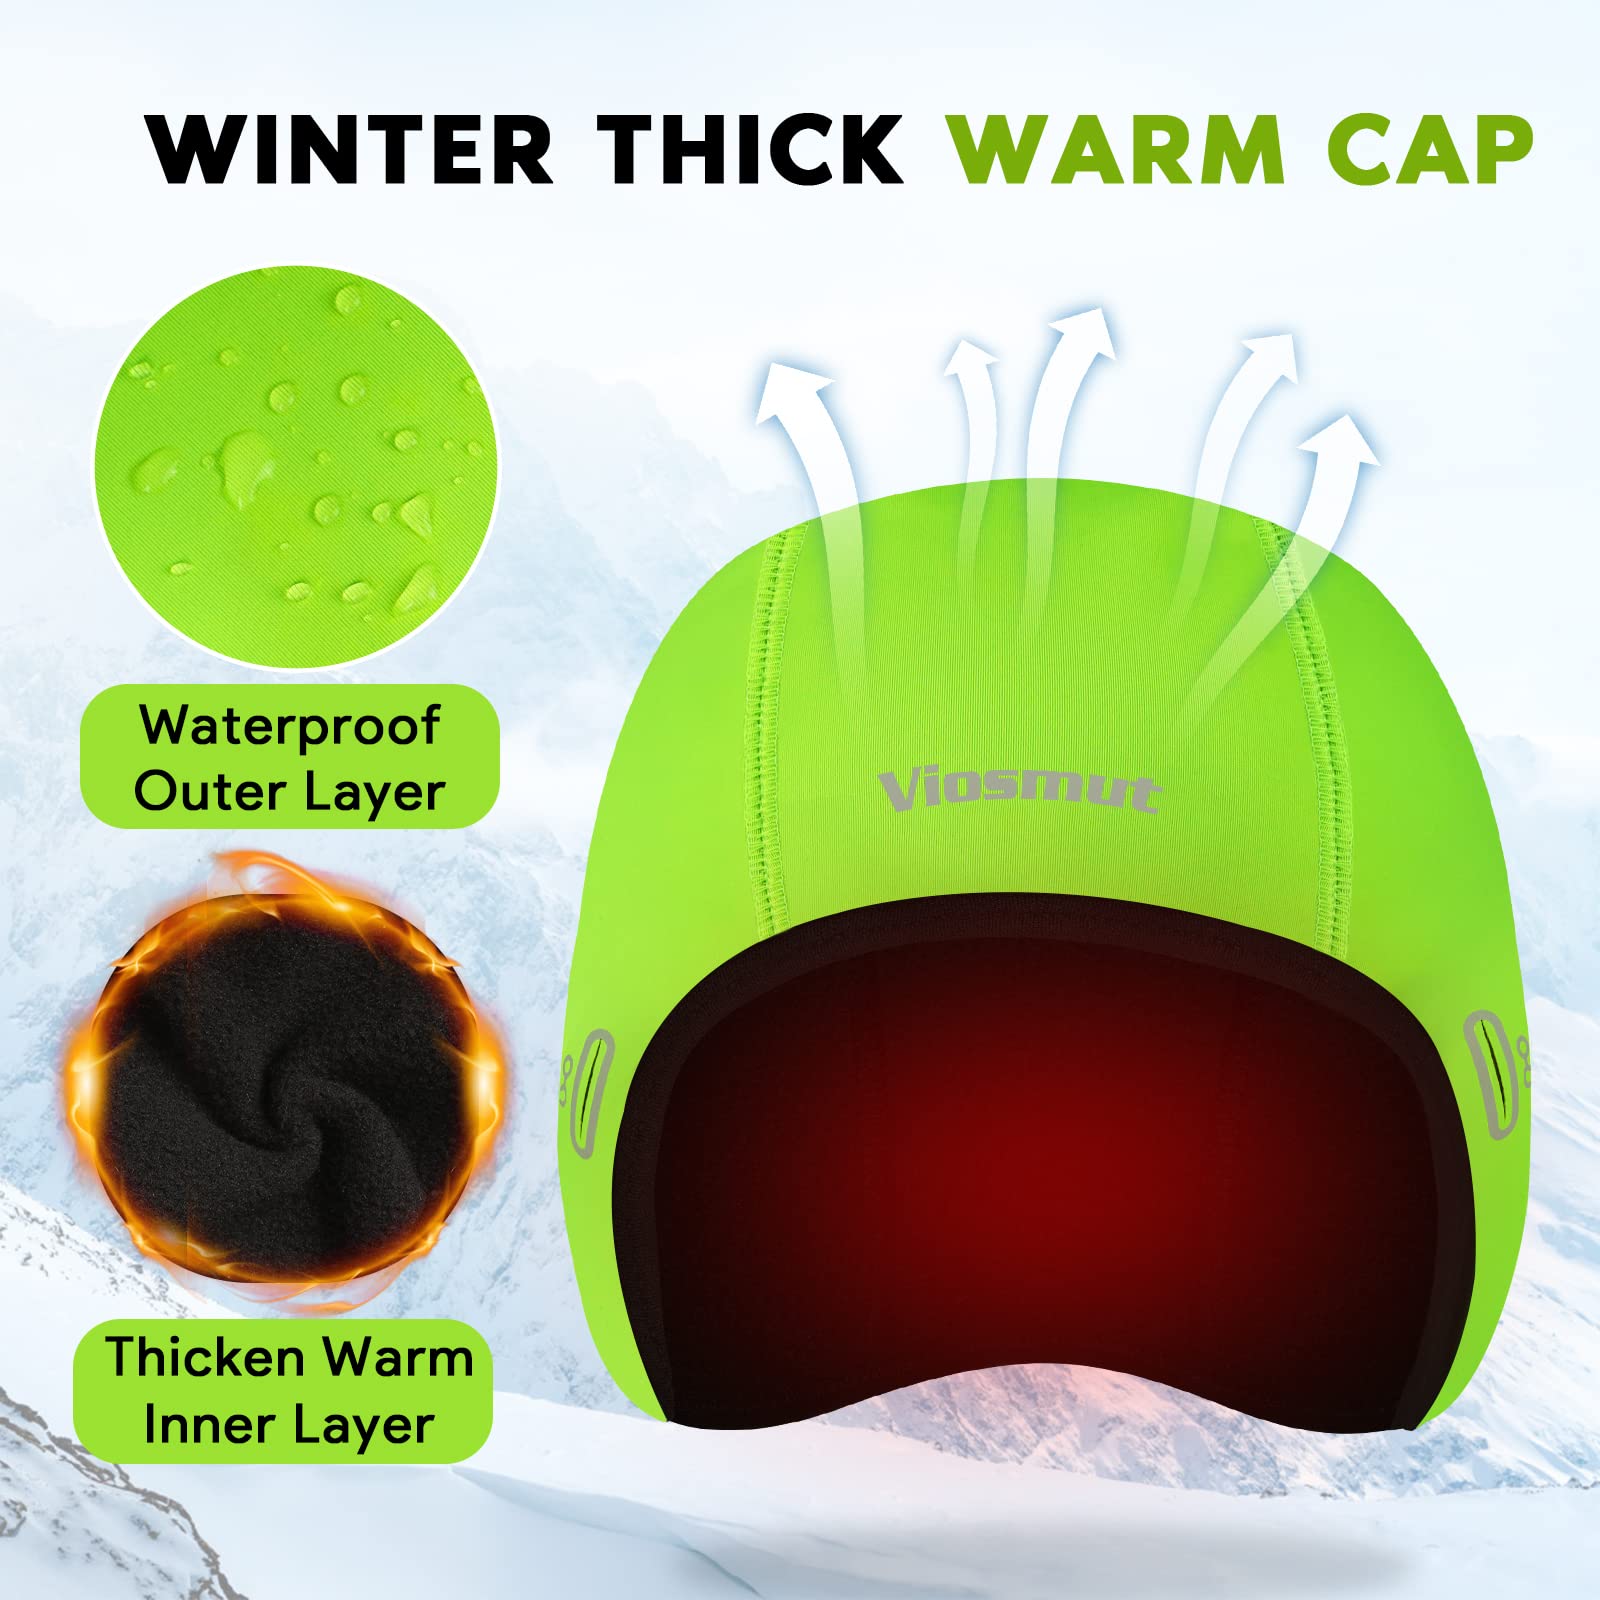 WINTER THICK WARM CAP
Waterproof
Outer Layer
Viosmut
Thicken Warm
Inner Layer